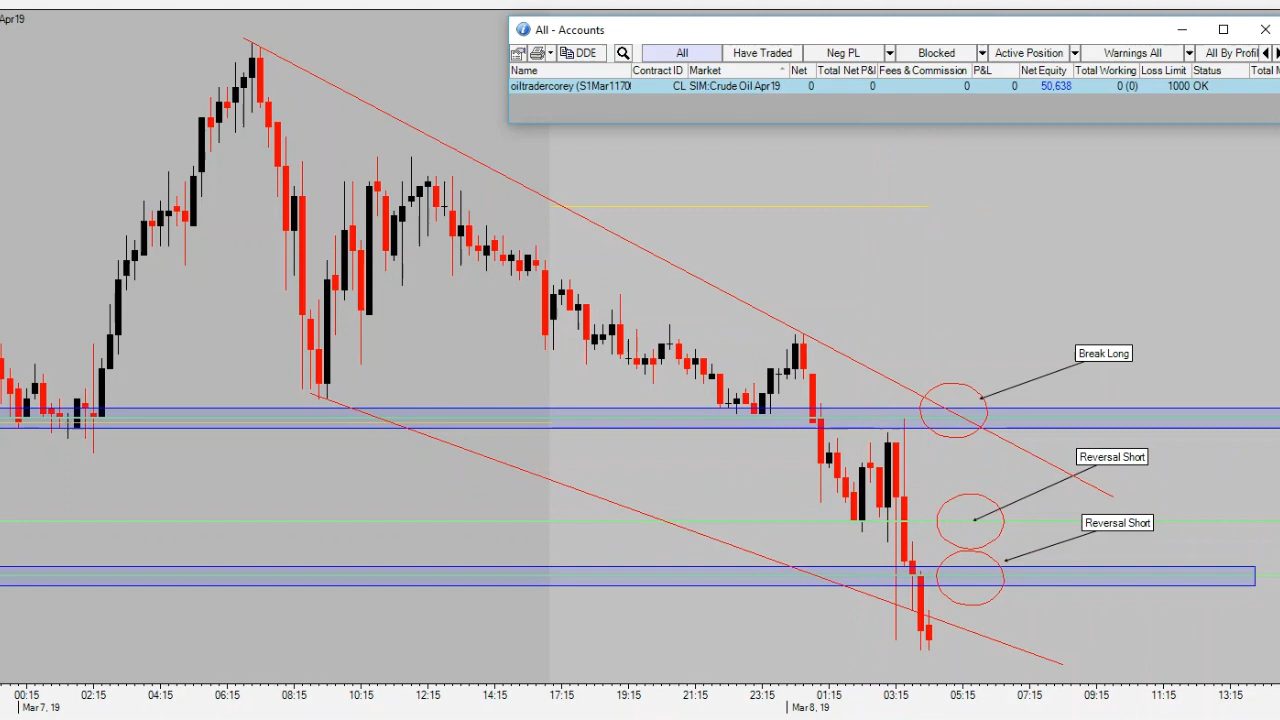 Apr19
All - Accounts
DDE All Have Traded Neg PL Blocked Active Position Warnings All All By Profil
Name Contract ID Market Net Total Net P&l Fees & Commission P&L Net Equity Total Working Loss Limit Status Total M
oiltradercorey (S1Mar1170 CL SIM:Crude Oil Apr19 0 0 0 0 50,638 0 (0) 1000 OK
Break Long
Reversal Short
Reversal Short
00:15 02:15 04:15 06:15 08:15 10:15 12:15 14:15 17:15 19:15 21:15 23:15 01:15 03:15 05:15 07:15 09:15 11:15 13:15
Mar 7, 19 Mar 8, 19